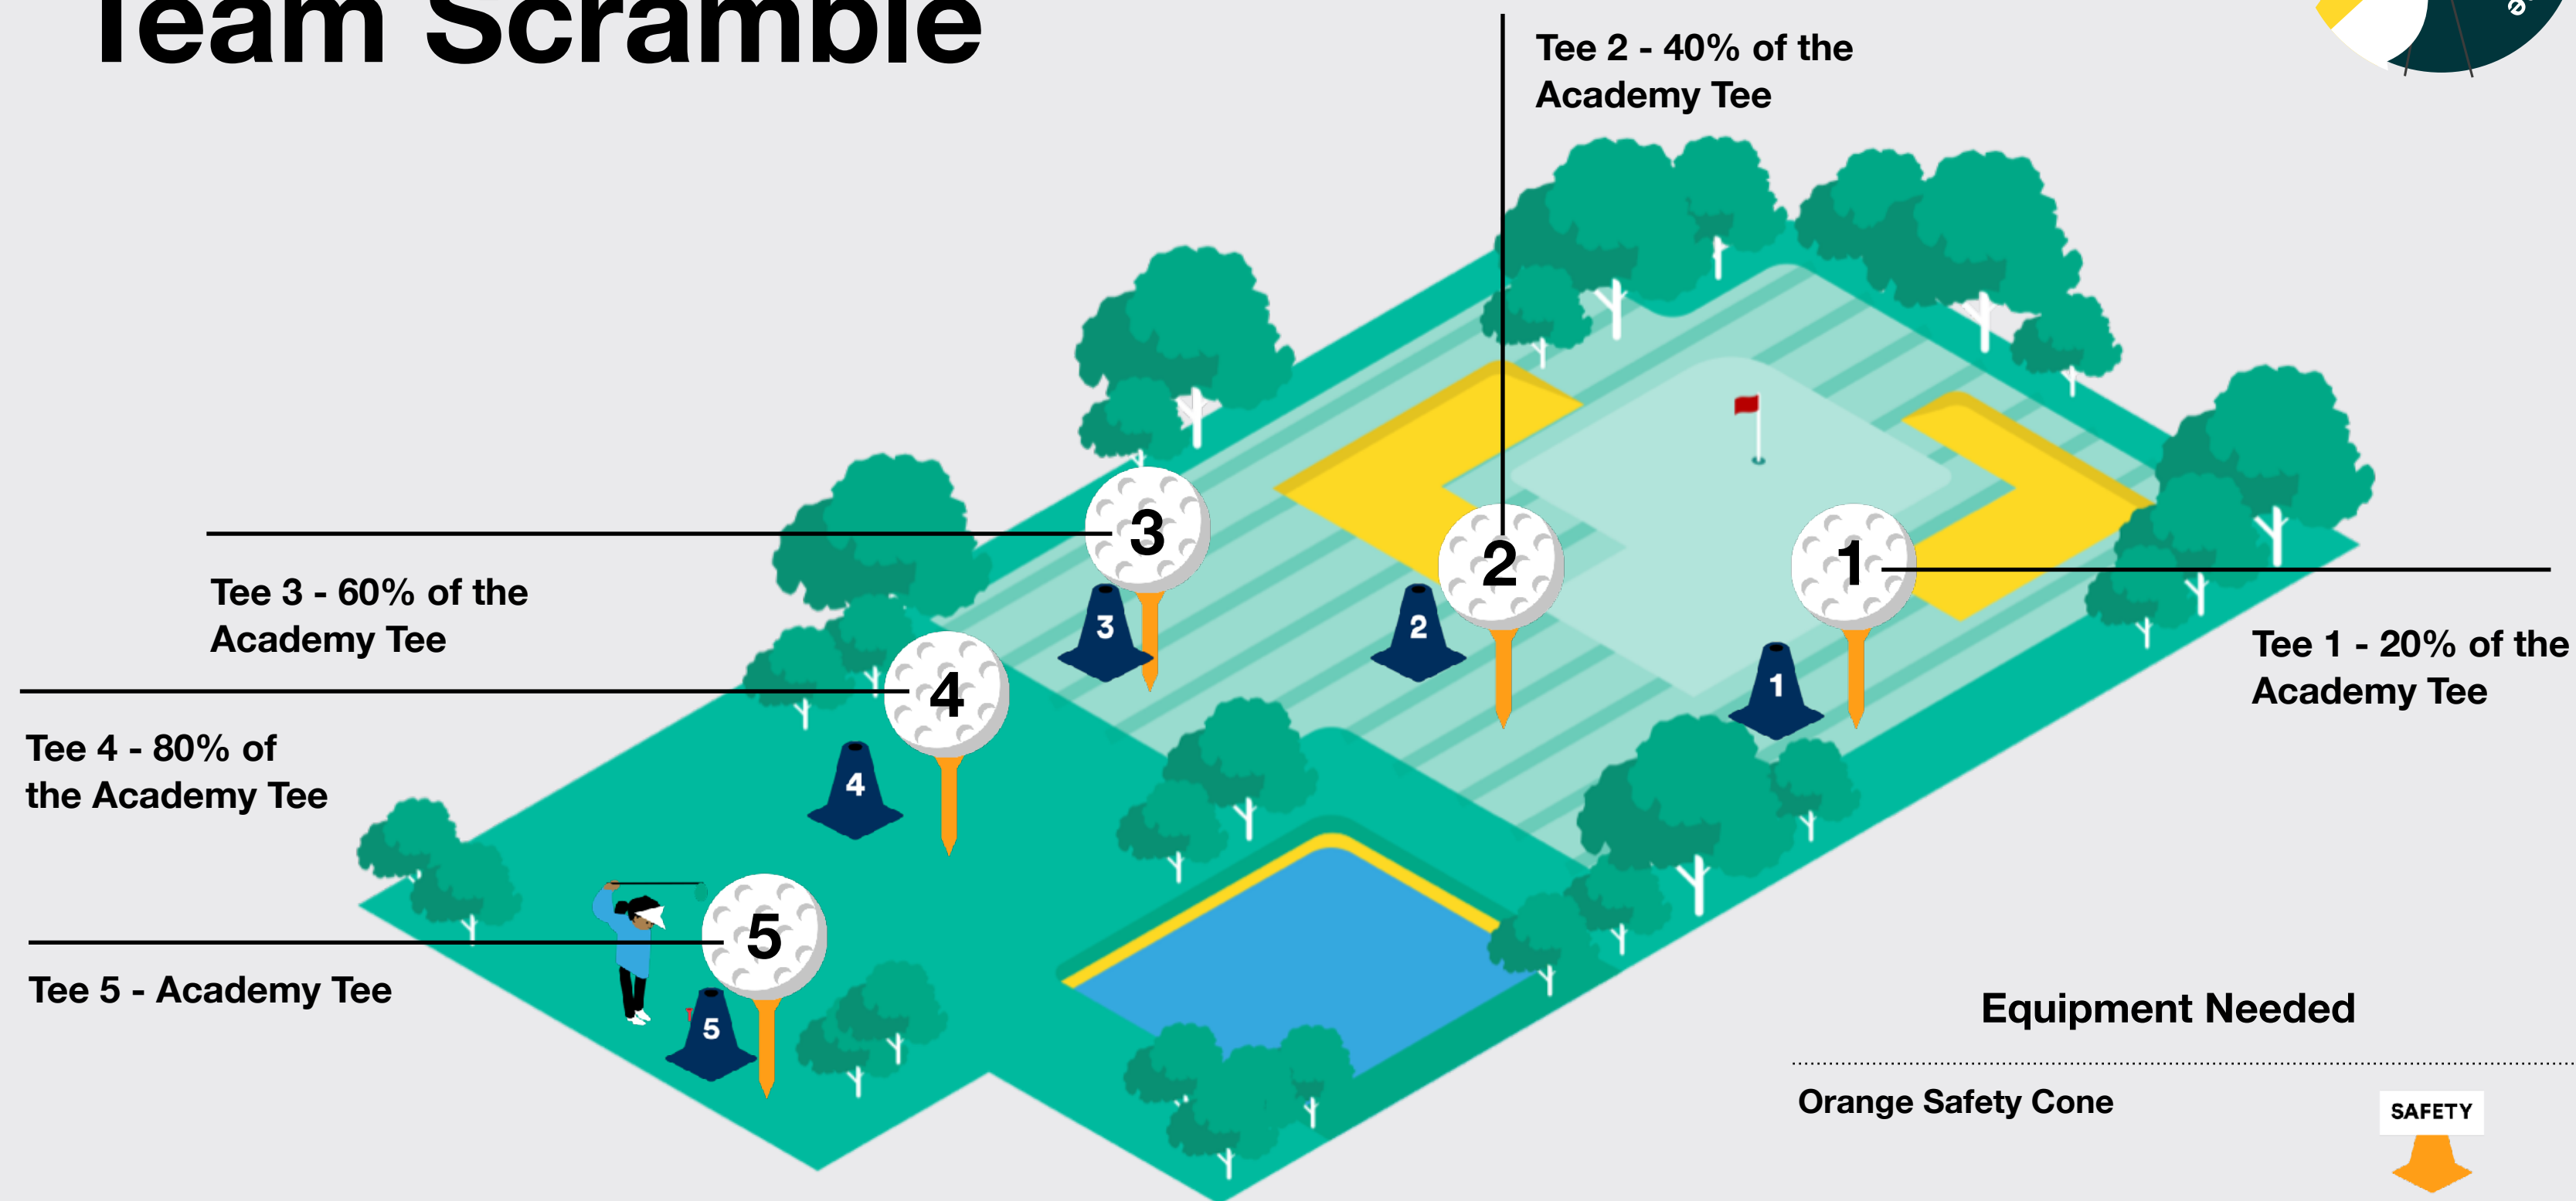 Team Scramble
Tee 2 - 40% of the
Academy Tee
3
2
1
Tee 3 - 60% of the
Academy Tee
3
2
Tee 1 - 20% of the
Academy Tee
1
4
Tee 4 - 80% of
the Academy Tee
4
5
Tee 5 - Academy Tee
5
Equipment Needed
Orange Safety Cone
SAFETY